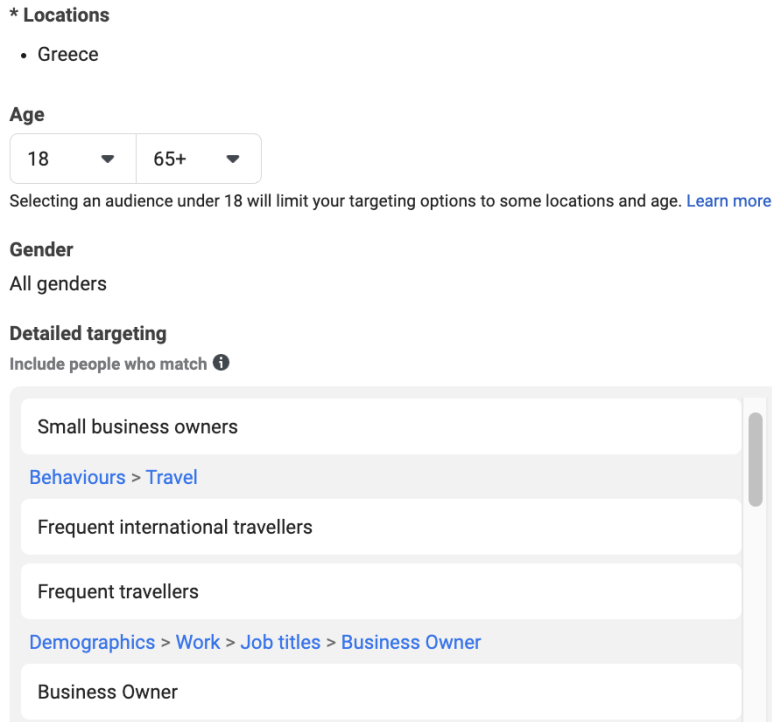 * Locations
• Greece
Age
18 65+
Selecting an audience under 18 will limit your targeting options to some locations and age. Learn more
Gender
All genders
Detailed targeting
Include people who match
Small business owners
Behaviours > Travel
Frequent international travellers
Frequent travellers
Demographics > Work > Job titles > Business Owner
Business Owner